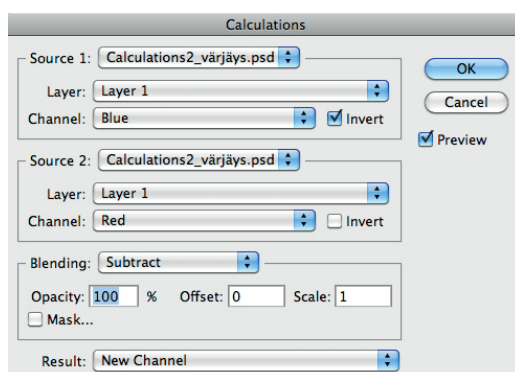 Calculations
Source 1: Calculations2_värjäys.psd
Layer: Layer 1
Channel: Blue Invert
OK
Cancel
Preview
Source 2: Calculations2_värjäys.psd
Layer: Layer 1
Channel: Red Invert
Blending: Subtract
Opacity: 100 % Offset: 0 Scale: 1
Mask...
Result: New Channel